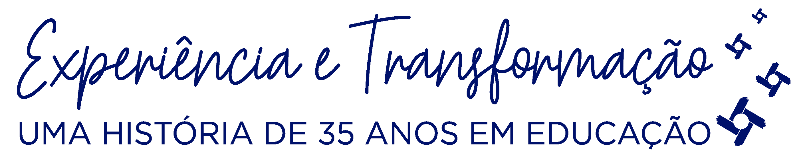 Experiência e Transformação
UMA HISTÓRIA DE 35 ANOS EM EDUCAÇÃO